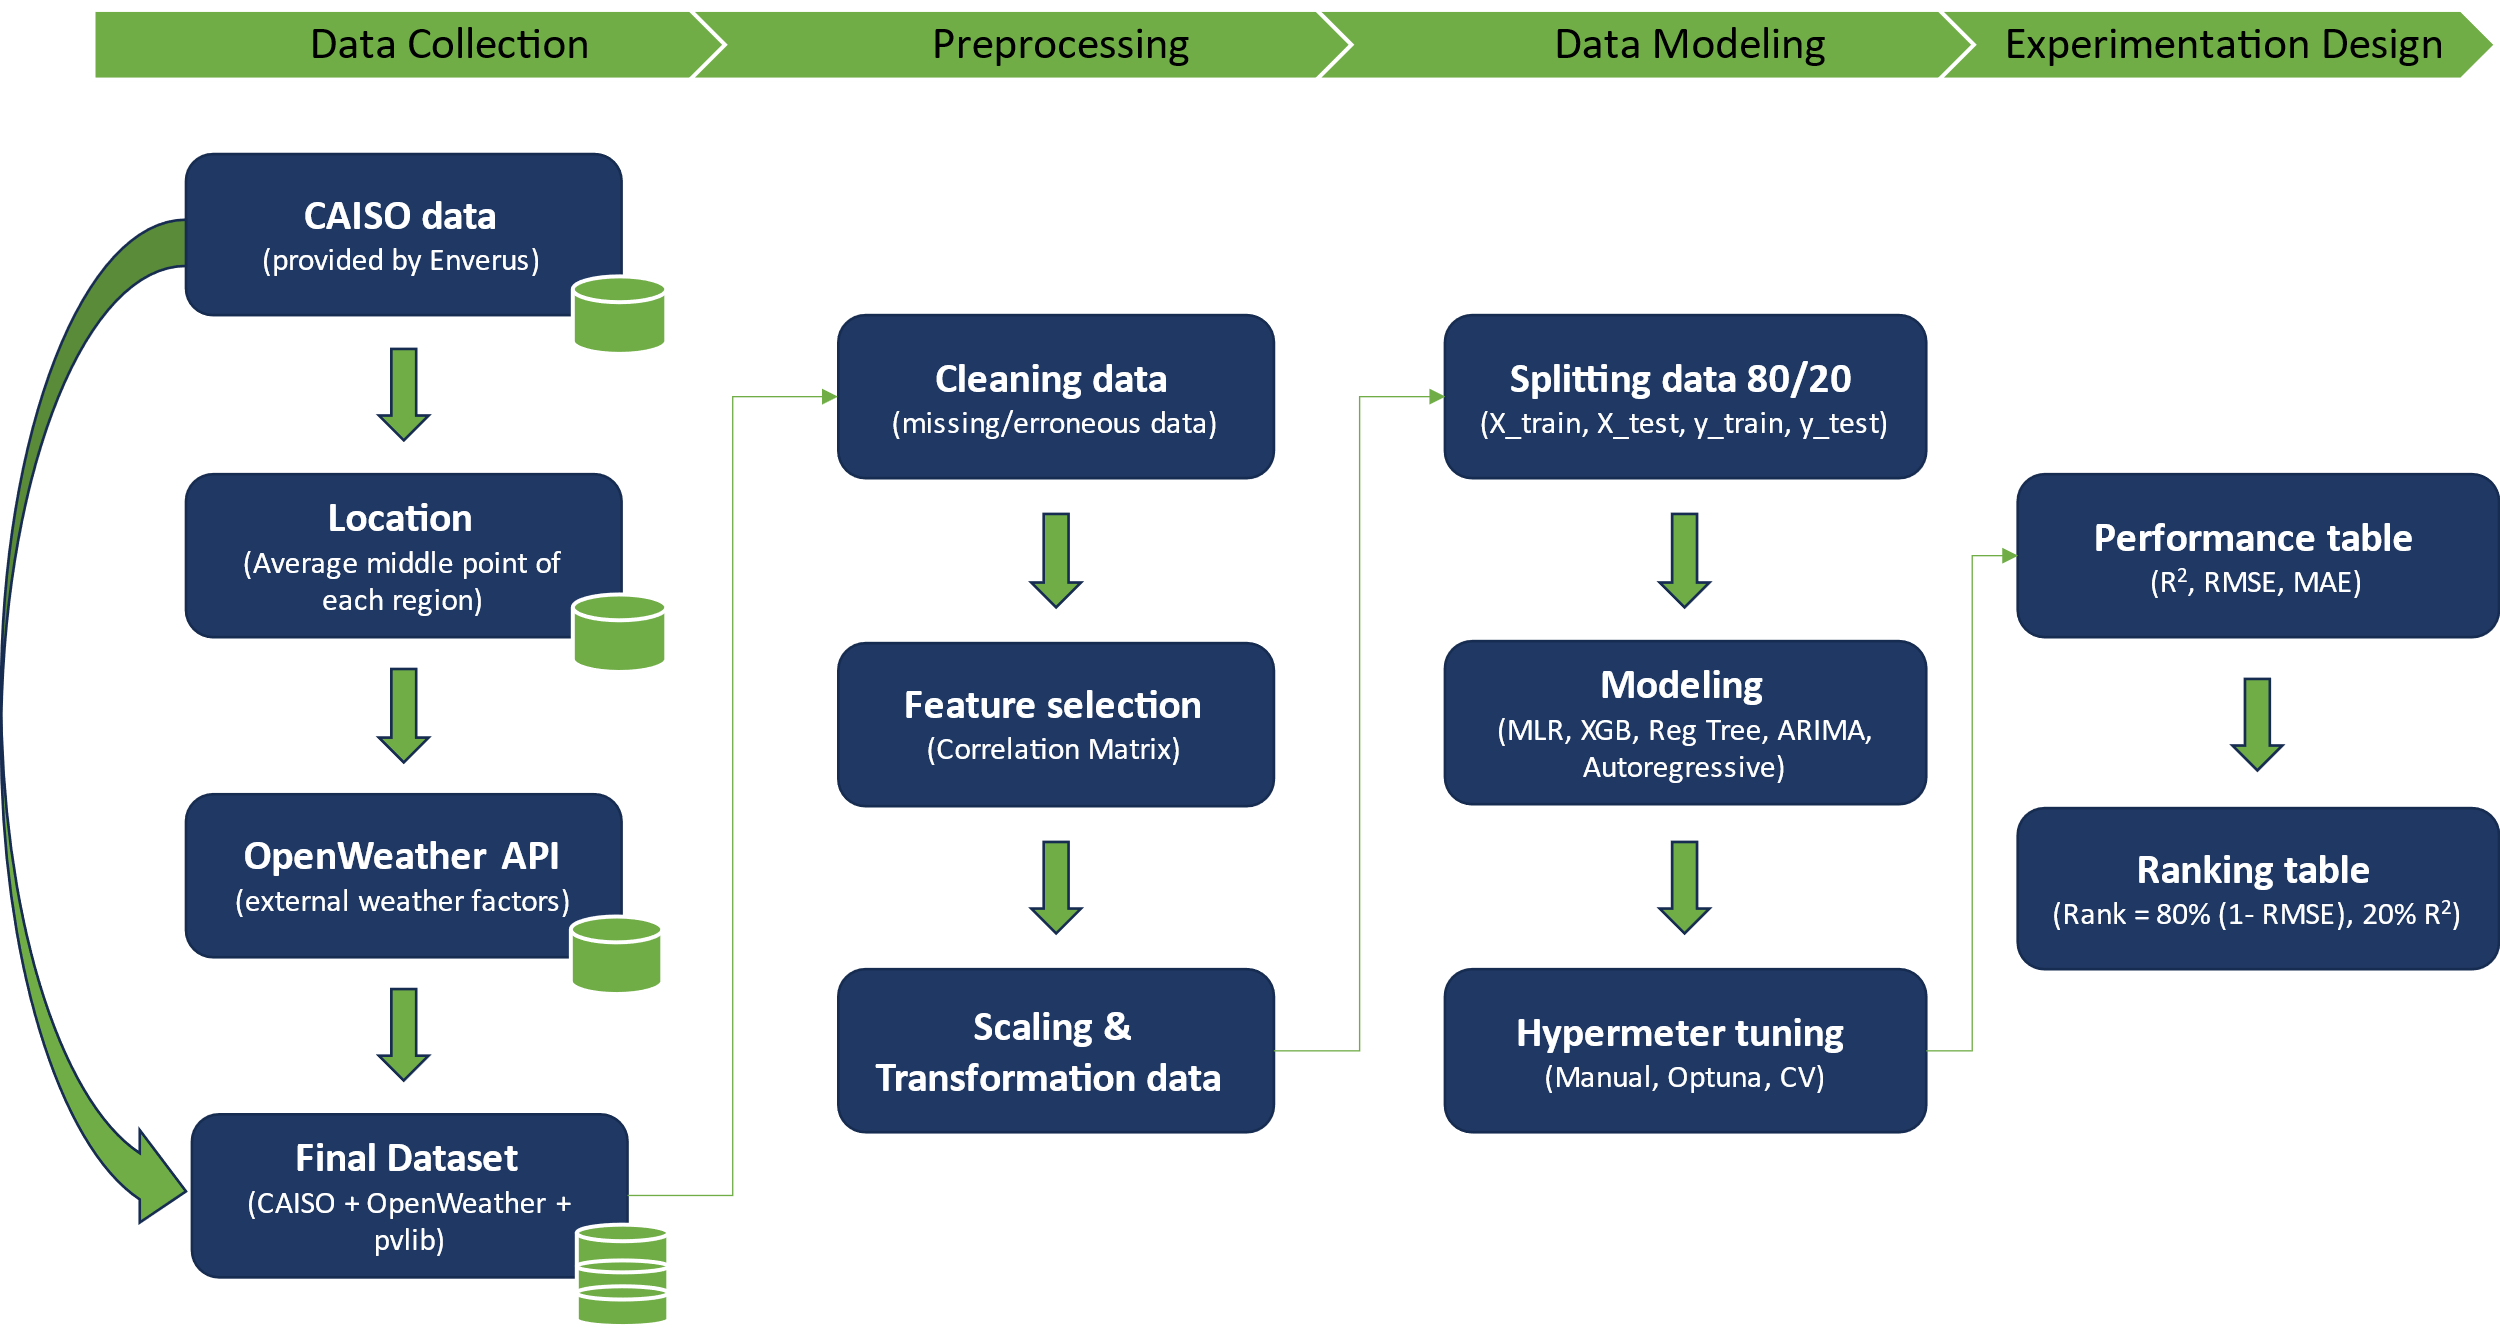 Data Collection
Preprocessing
Data Modeling
Experimentation Design
CAISO data
(provided by Enverus)
Location
(Average middle point of
each region)
OpenWeather API
(external weather factors)
Final Dataset
(CAISO + OpenWeather +
pvlib)
Cleaning data
(missing/erroneous data)
Feature selection
(Correlation Matrix)
Scaling &
Transformation data
Splitting data 80/20
(X_train, X_test, y_train, y_test)
Modeling
(MLR, XGB, Reg Tree, ARIMA,
Autoregressive)
Hypermeter tuning
(Manual, Optuna, CV)
Performance table
(R², RMSE, MAE)
Ranking table
(Rank = 80% (1- RMSE), 20% R²)